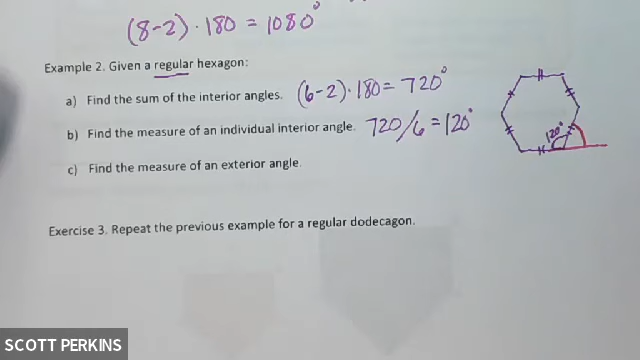 (8-2)·180 = 1080°
Example 2. Given a regular hexagon:
a) Find the sum of the interior angles. (6-2)·180= 720°
b) Find the measure of an individual interior angle. 720/6 = 120°
120°
c) Find the measure of an exterior angle.
Exercise 3. Repeat the previous example for a regular dodecagon.
SCOTT PERKINS